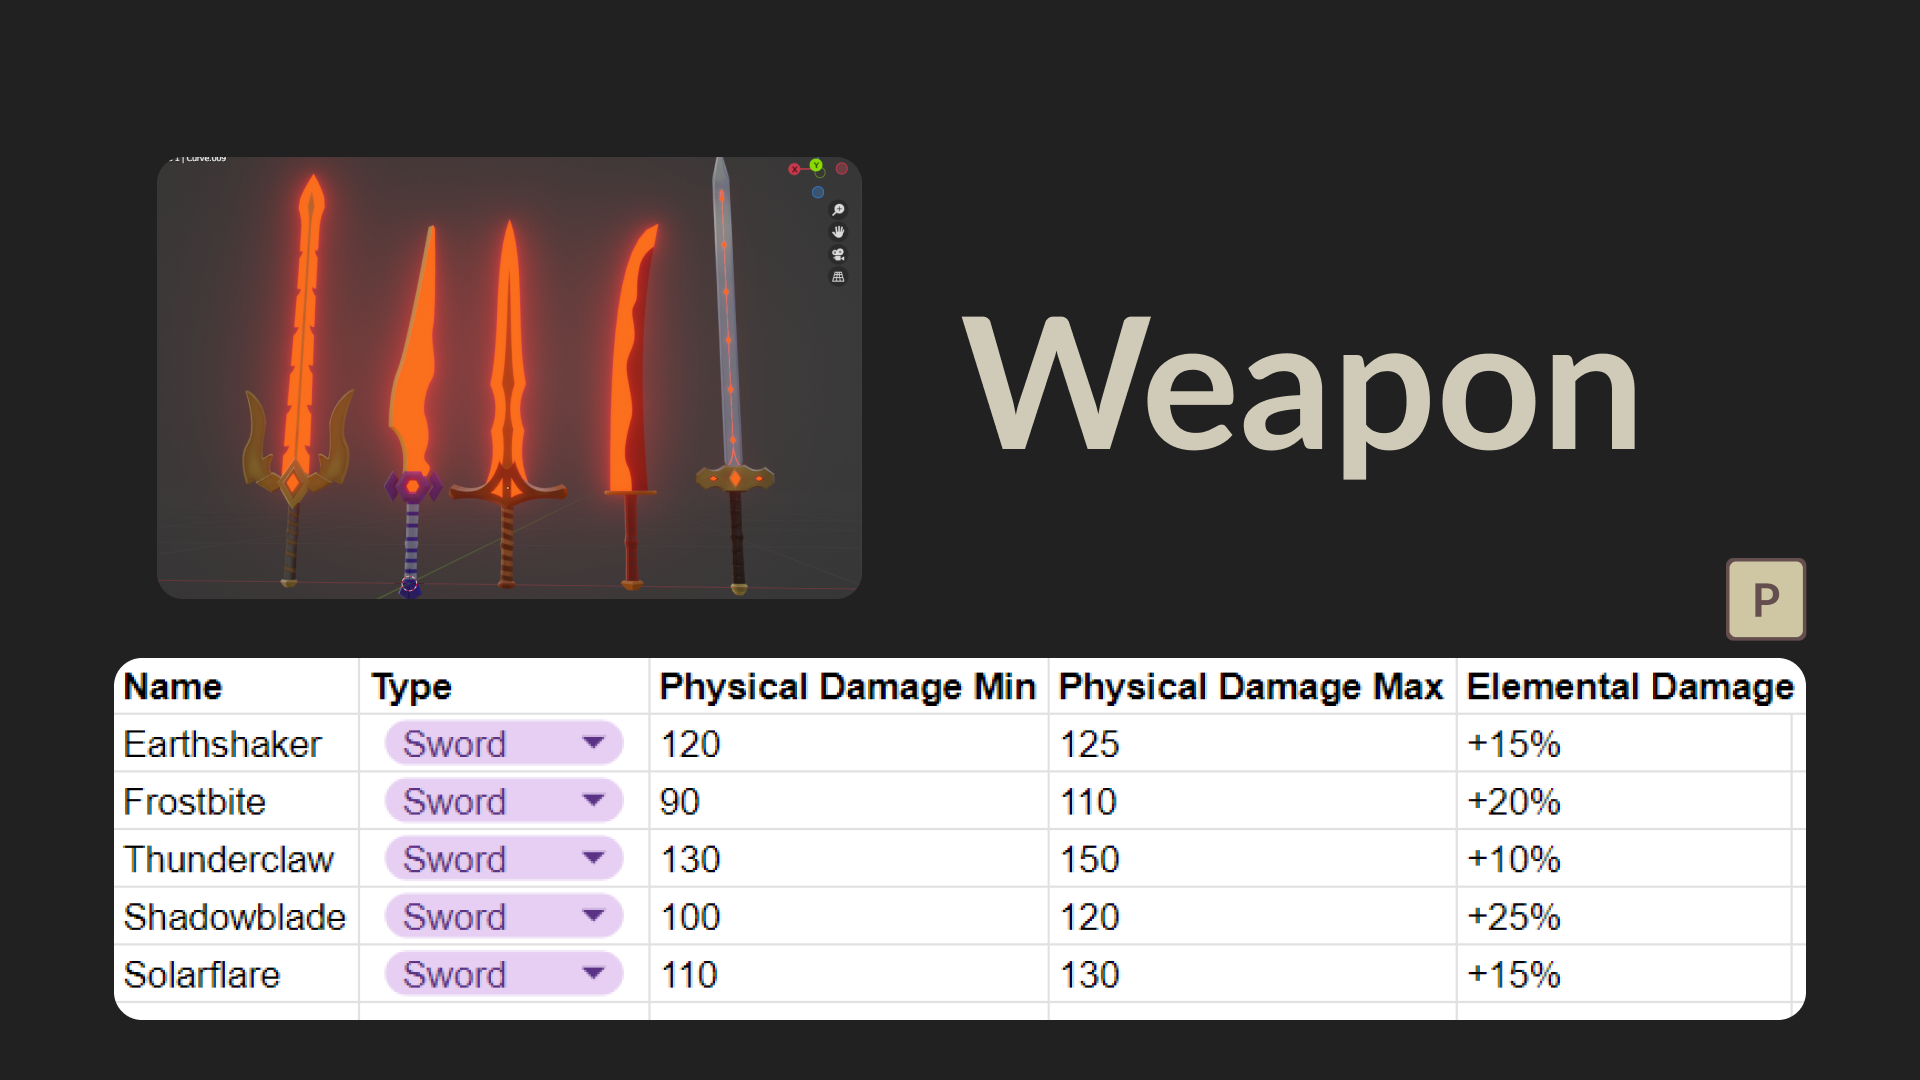 1 | Curve.009
X
Y
Weapon
P
Name Type Physical Damage Min Physical Damage Max Elemental Damage
Earthshaker Sword 120 125 +15%
Frostbite Sword 90 110 +20%
Thunderclaw Sword 130 150 +10%
Shadowblade Sword 100 120 +25%
Solarflare Sword 110 130 +15%